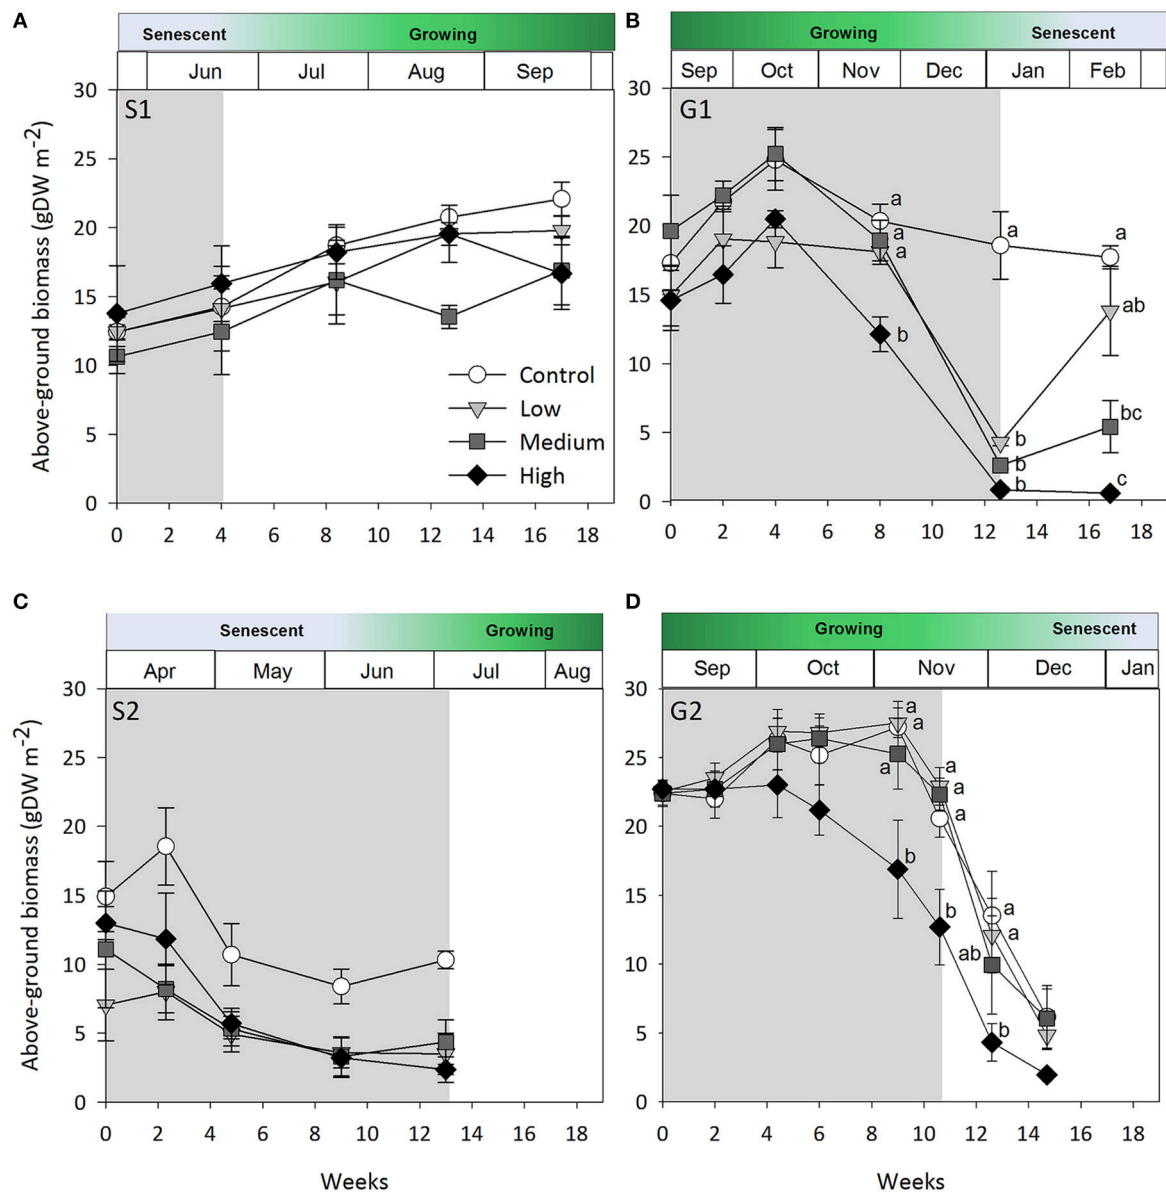 A
Senescent Growing
Jun Jul Aug Sep
S1
Above-ground biomass (gDW m⁻²)
30
25
20
15
10
5
0
0 2 4 6 8 10 12 14 16 18
Control
Low
Medium
High
B
Growing Senescent
Sep Oct Nov Dec Jan Feb
G1
30
25
20
15
10
5
0
a a a
a
a
ab
b
bc
b
b
b
c
0 2 4 6 8 10 12 14 16 18
C
Senescent Growing
Apr May Jun Jul Aug
S2
Above-ground biomass (gDW m⁻²)
30
25
20
15
10
5
0
0 2 4 6 8 10 12 14 16 18
Weeks
D
Growing Senescent
Sep Oct Nov Dec Jan
G2
30
25
20
15
10
5
0
a
a
a a
a
a
b
b a
a
ab
b
0 2 4 6 8 10 12 14 16 18
Weeks